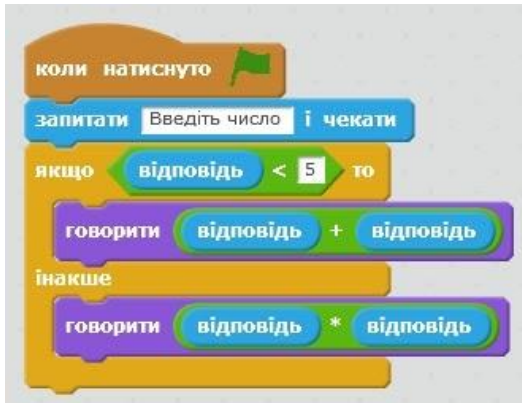 коли натиснуто
запитати Введіть число і чекати
якщо відповідь < 5 то
говорити відповідь + відповідь
інакше
говорити відповідь * відповідь